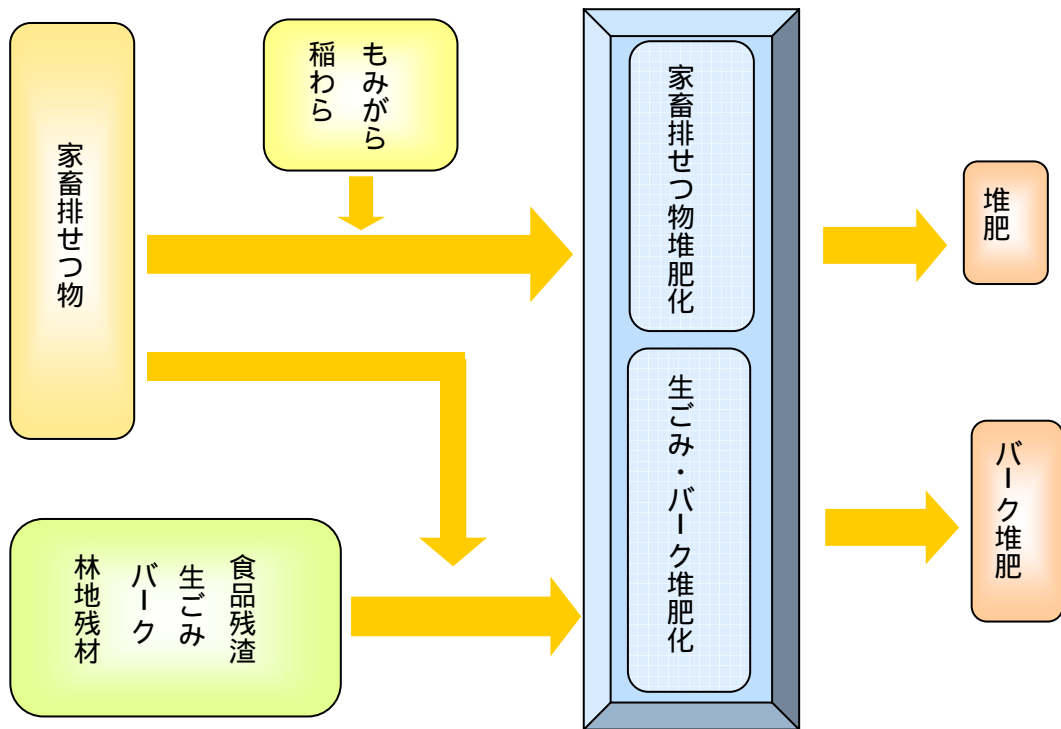 家畜排せつ物
もみがら
稲わら
食品残渣
生ごみ
バーク
林地残材
家畜排せつ物堆肥化
生ごみ・バーク堆肥化
堆肥
バーク堆肥